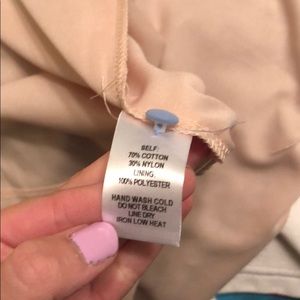 SELF:
70% COTTON
30% NYLON
LINING:
100% POLYESTER
HAND WASH COLD
DO NOT BLEACH
LINE DRY
IRON LOW HEAT